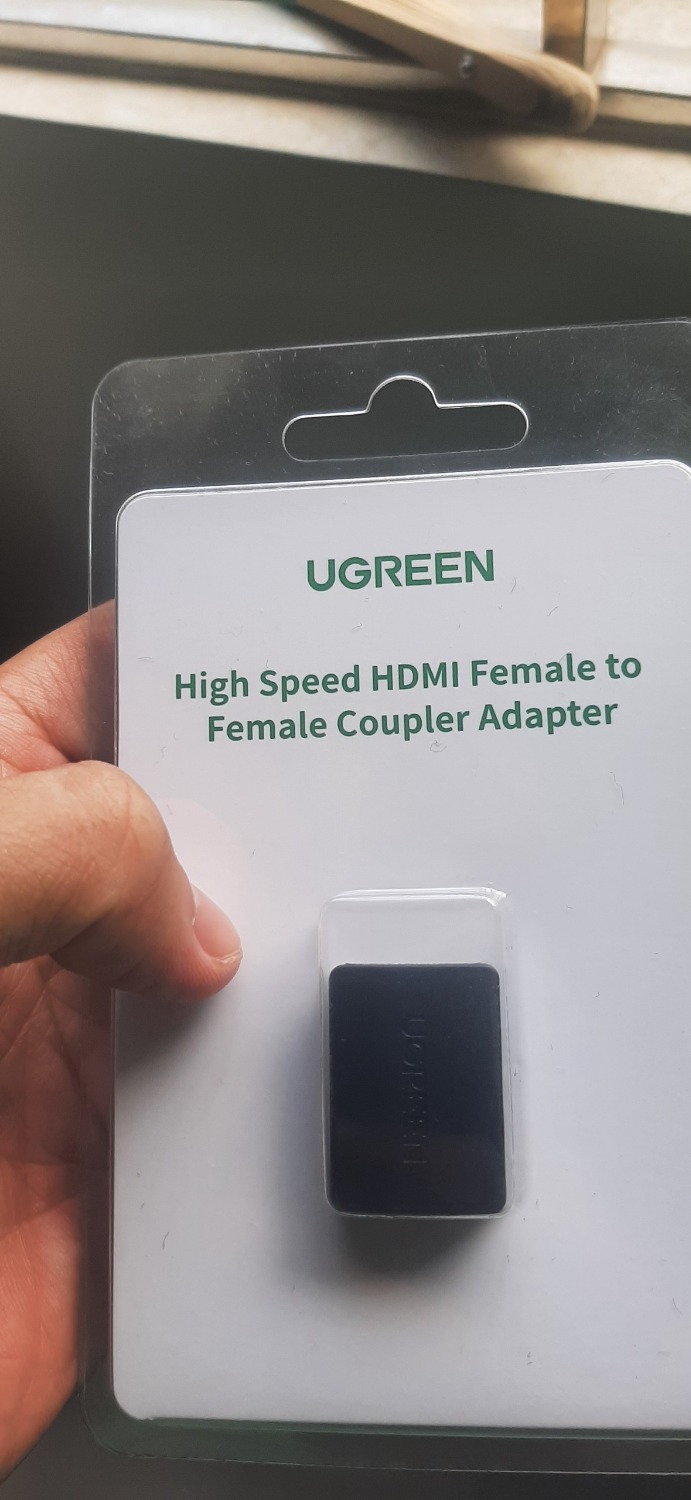 UGREEN
High Speed HDMI Female to
Female Coupler Adapter
UGREEN